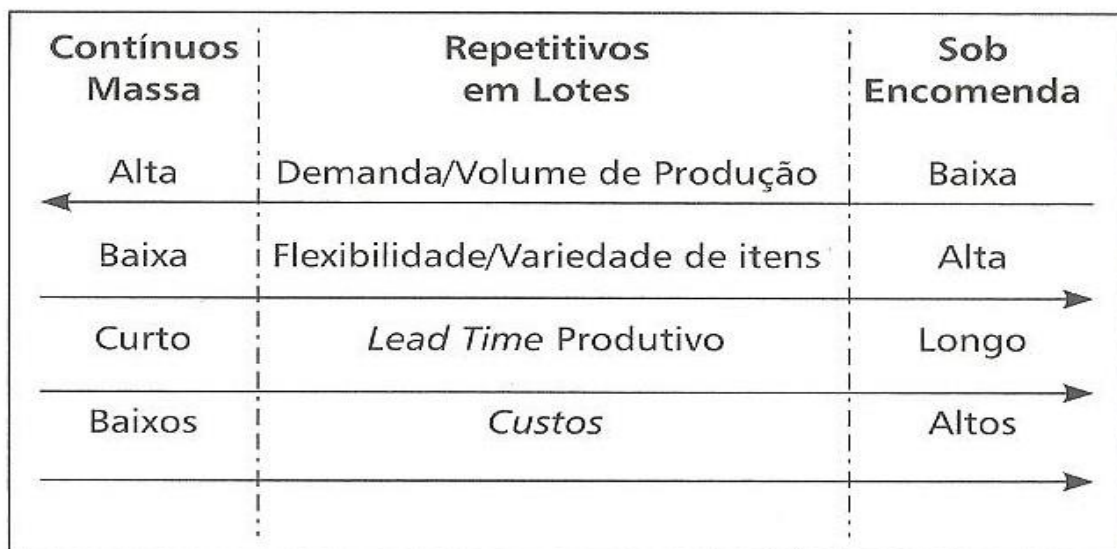 Contínuos Massa
Repetitivos em Lotes
Sob Encomenda
Alta Demanda/Volume de Produção Baixa
Baixa Flexibilidade/Variedade de itens Alta
Curto Lead Time Produtivo Longo
Baixos Custos Altos